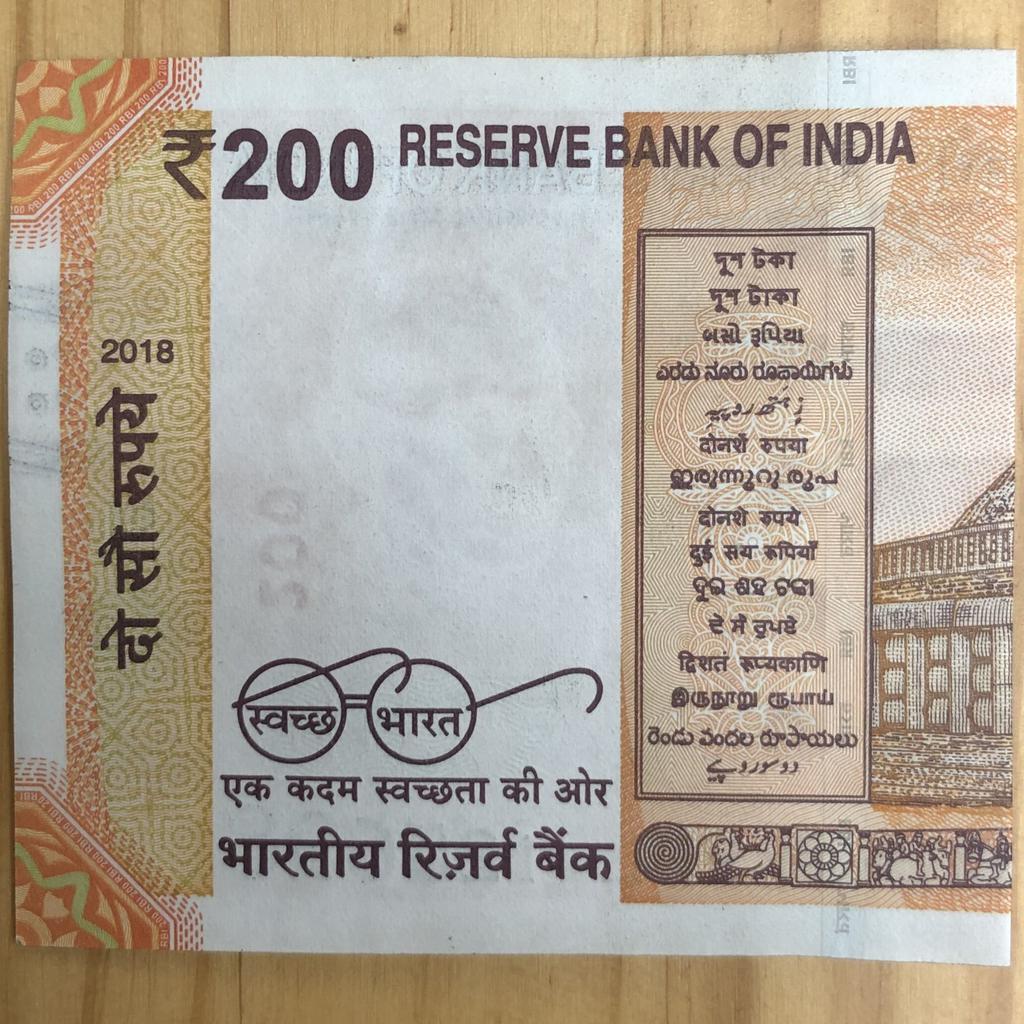 ₹200 RESERVE BANK OF INDIA
2018
दो सौ रुपये
দুশ টকা
দুশ টাকা
બસો રૂપિયા
ಎರಡು ನೂರು ರೂಪಾಯಿಗಳು
दोनशें रुपया
ഇരുന്നൂറു രൂപ
दोनशे रुपये
दुई सय रुपियाँ
ଦୁଇ ଶହ ଟଙ୍କା
ਦੋ ਸੌ ਰੁਪਏ
द्विशतं रूप्यकाणि
இருநூறு ரூபாய்
రెండు వందల రూపాయలు
دو سو روپے
स्वच्छ भारत
एक कदम स्वच्छता की ओर
भारतीय रिज़र्व बैंक